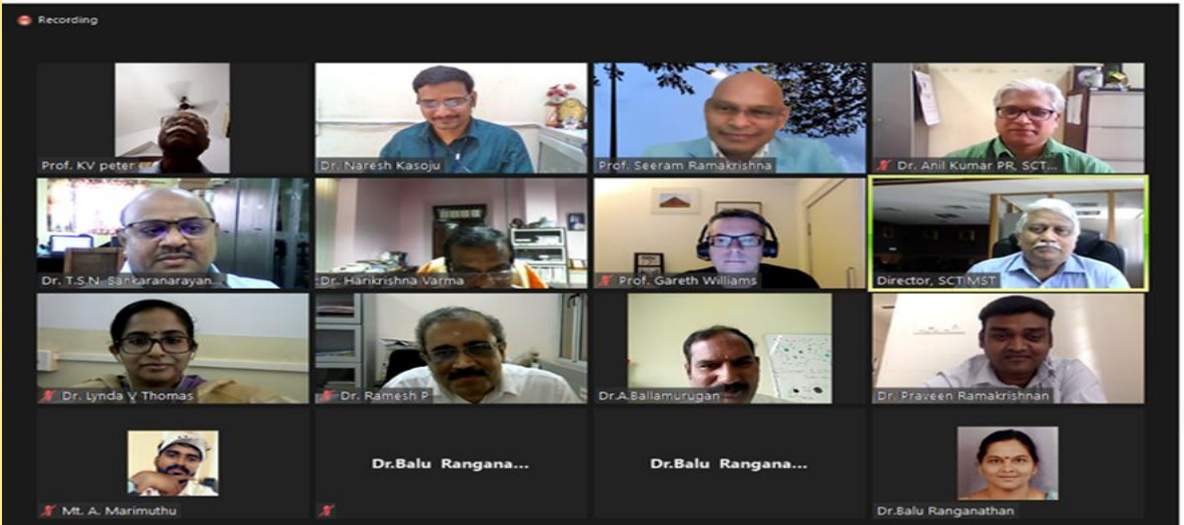 Recording
Prof. KV peter
Dr. Naresh Kasoju
Prof. Seeram Ramakrishna
Dr. Anil Kumar PR, SCT...
Dr. T.S.N. Sankaranarayan...
Dr. Harikrishna Varma
Prof. Gareth Williams
Director, SCTIMST
Dr. Lynda V Thomas
Dr. Ramesh P
Dr.A.Ballamurugan
Dr. Praveen Ramakrishnan
Mt. A. Marimuthu
Dr.Balu Rangana...
Dr.Balu Rangana...
Dr.Balu Ranganathan